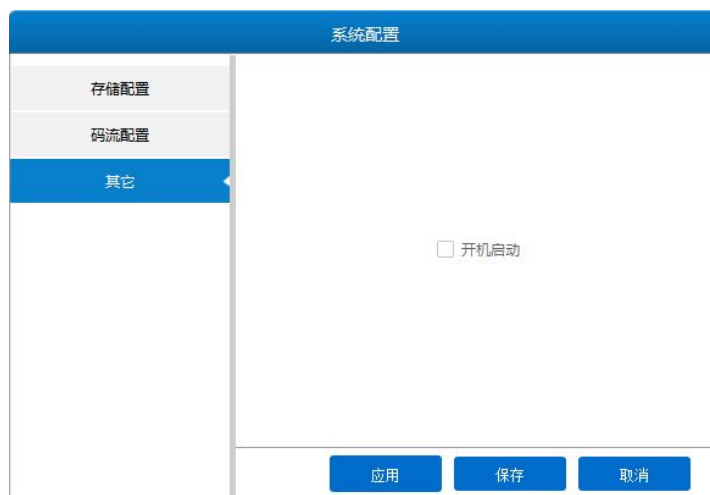 系统配置
存储配置
码流配置
其它
开机启动
应用 保存 取消